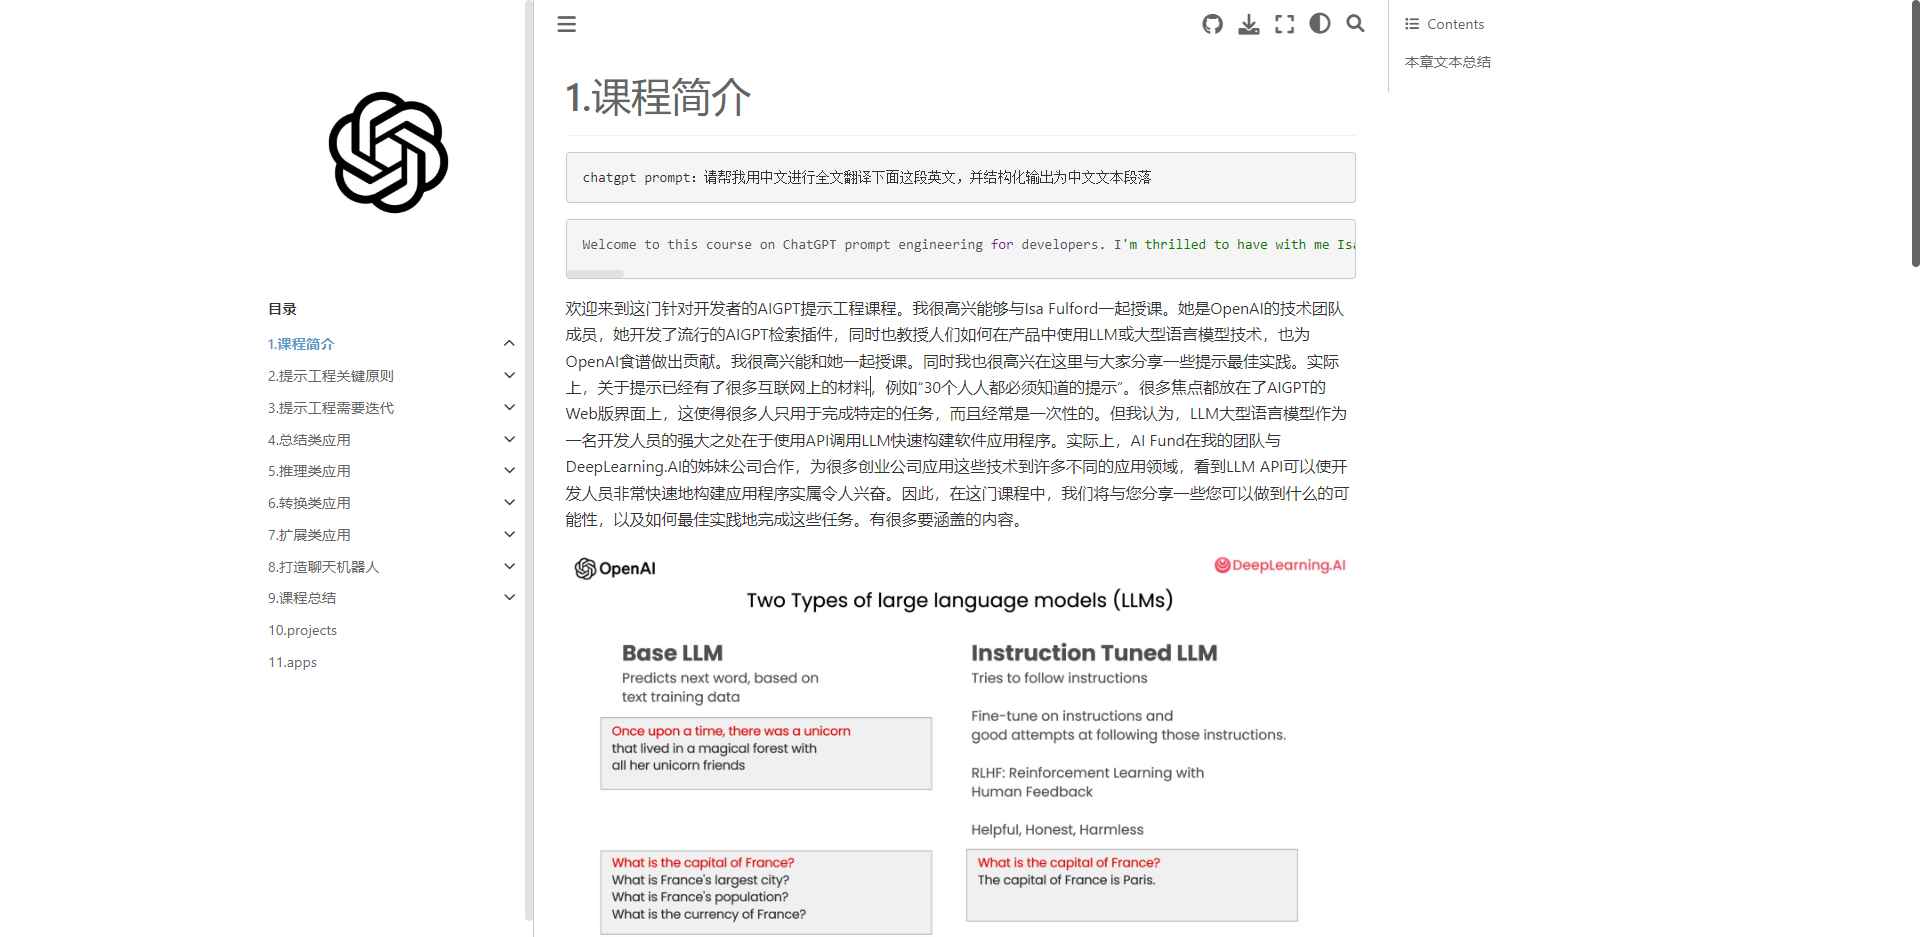 目录
1.课程简介
2.提示工程关键原则
3.提示工程需要迭代
4.总结类应用
5.推理类应用
6.转换类应用
7.扩展类应用
8.打造聊天机器人
9.课程总结
10.projects
11.apps
1.课程简介
chatgpt prompt: 请帮我用中文进行全文翻译下面这段英文，并结构化输出为中文文本段落
Welcome to this course on ChatGPT prompt engineering for developers. I'm thrilled to have with me Isa
欢迎来到这门针对开发者的AIGPT提示工程课程。我很高兴能够与Isa Fulford一起授课。她是OpenAI的技术团队
成员，她开发了流行的AIGPT检索插件，同时也教授人们如何在产品中使用LLM或大型语言模型技术，也为
OpenAI食谱做出贡献。我很高兴能和她一起授课。同时我也很高兴在这里与大家分享一些提示最佳实践。实际
上，关于提示已经有了很多互联网上的材料，例如“30个人人都必须知道的提示”。很多焦点都放在了AIGPT的
Web版界面上，这使得很多人只用于完成特定的任务，而且经常是一次性的。但我认为，LLM大型语言模型作为
一名开发人员的强大之处在于使用API调用LLM快速构建软件应用程序。实际上，AI Fund在我的团队与
DeepLearning.AI的姊妹公司合作，为很多创业公司应用这些技术到许多不同的应用领域，看到LLM API可以使开
发人员非常快速地构建应用程序实属令人兴奋。因此，在这门课程中，我们将与您分享一些您可以做到什么的可
能性，以及如何最佳实践地完成这些任务。有很多要涵盖的内容。
OpenAI
DeepLearning.AI
Two Types of large language models (LLMs)
Base LLM
Predicts next word, based on
text training data
Once upon a time, there was a unicorn
that lived in a magical forest with
all her unicorn friends
What is the capital of France?
What is France's largest city?
What is France's population?
What is the currency of France?
Instruction Tuned LLM
Tries to follow instructions
Fine-tune on instructions and
good attempts at following those instructions.
RLHF: Reinforcement Learning with
Human Feedback
Helpful, Honest, Harmless
What is the capital of France?
The capital of France is Paris.
Contents
本章文本总结